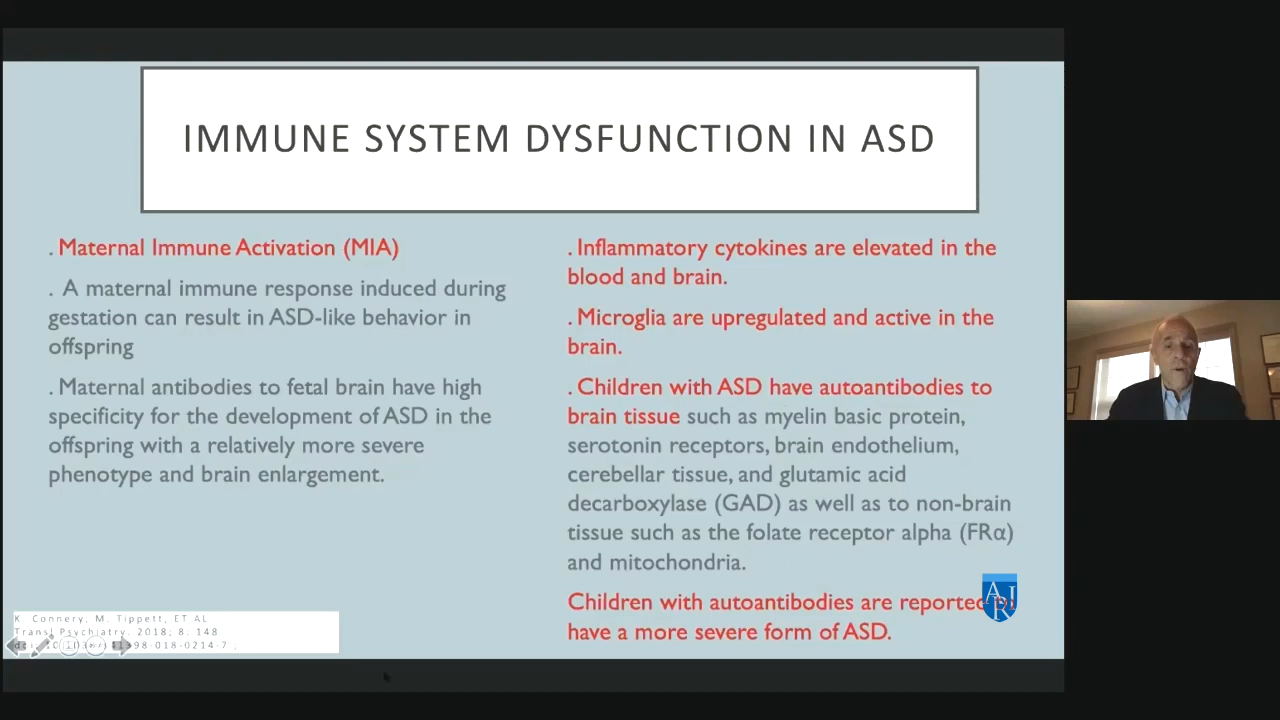 IMMUNE SYSTEM DYSFUNCTION IN ASD
. Maternal Immune Activation (MIA)
. A maternal immune response induced during
gestation can result in ASD-like behavior in
offspring
. Maternal antibodies to fetal brain have high
specificity for the development of ASD in the
offspring with a relatively more severe
phenotype and brain enlargement.
. Inflammatory cytokines are elevated in the
blood and brain.
. Microglia are upregulated and active in the
brain.
. Children with ASD have autoantibodies to
brain tissue such as myelin basic protein,
serotonin receptors, brain endothelium,
cerebellar tissue, and glutamic acid
decarboxylase (GAD) as well as to non-brain
tissue such as the folate receptor alpha (FRα)
and mitochondria.
Children with autoantibodies are reported to
have a more severe form of ASD.
K Connery, M. Tippett, ET AL
Transl Psychiatry. 2018; 8: 148